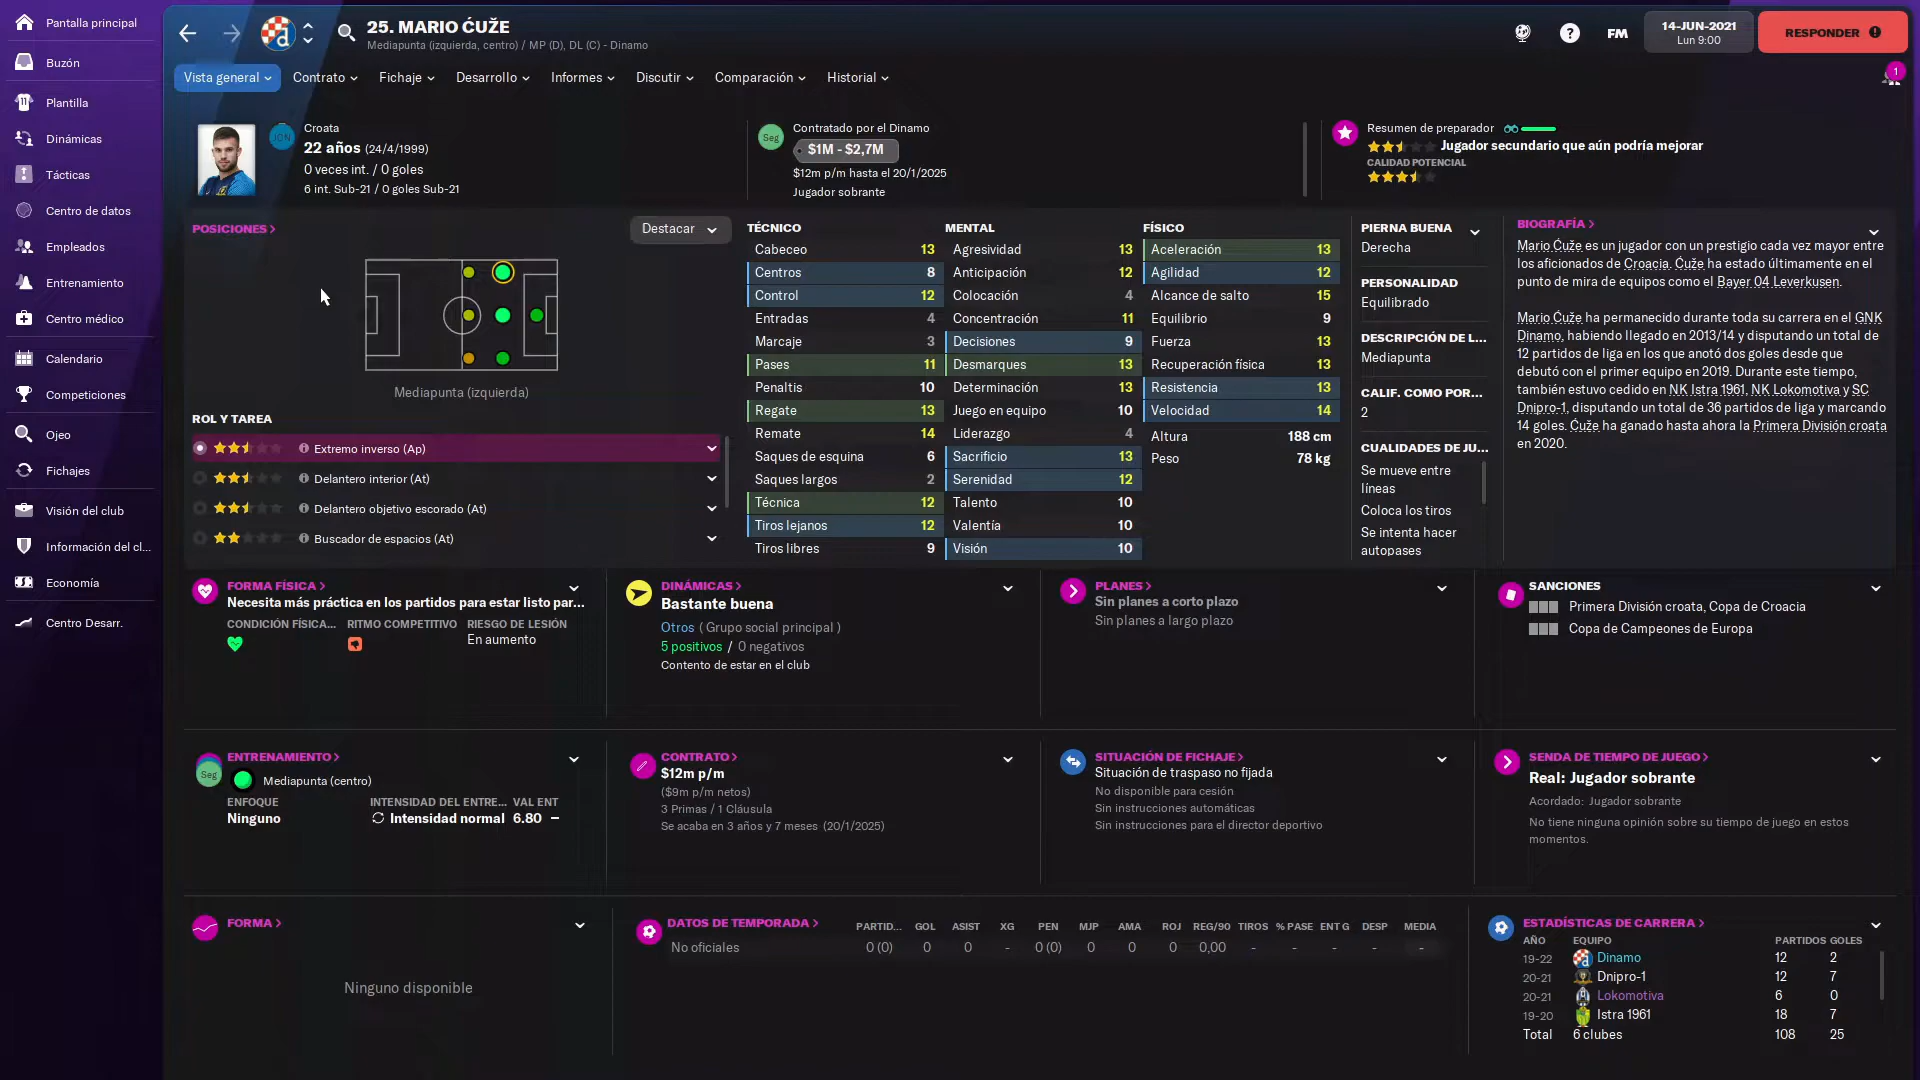 Pantalla principal
Buzón
Plantilla
Dinámicas
Tácticas
Centro de datos
Empleados
Entrenamiento
Centro médico
Calendario
Competiciones
Ojeo
Fichajes
Visión del club
Información del cl...
Economía
Centro Desarr.
25. MARIO ĆUŽE
Mediapunta (izquierda, centro) / MP (D), DL (C) - Dinamo
FM
14-JUN-2021
Lun 9:00
RESPONDER
Vista general
Contrato
Fichaje
Desarrollo
Informes
Discutir
Comparación
Historial
1
Croata
22 años (24/4/1999)
0 veces int. / 0 goles
6 int. Sub-21 / 0 goles Sub-21
Seg
Contratado por el Dinamo
$1M - $2,7M
$12m p/m hasta el 20/1/2025
Jugador sobrante
Resumen de preparador
Jugador secundario que aún podría mejorar
CALIDAD POTENCIAL
POSICIONES >
Destacar
Mediapunta (izquierda)
ROL Y TAREA
Extremo inverso (Ap)
Delantero interior (At)
Delantero objetivo escorado (At)
Buscador de espacios (At)
TÉCNICO
Cabeceo 13
Centros 8
Control 12
Entradas 4
Marcaje 3
Pases 11
Penaltis 10
Regate 13
Remate 14
Saques de esquina 6
Saques largos 2
Técnica 12
Tiros lejanos 12
Tiros libres 9
MENTAL
Agresividad 13
Anticipación 12
Colocación 4
Concentración 11
Decisiones 9
Desmarques 13
Determinación 13
Juego en equipo 10
Liderazgo 4
Sacrificio 13
Serenidad 12
Talento 10
Valentía 10
Visión 10
FÍSICO
Aceleración 13
Agilidad 12
Alcance de salto 15
Equilibrio 9
Fuerza 13
Recuperación física 13
Resistencia 13
Velocidad 14
Altura 188 cm
Peso 78 kg
PIERNA BUENA
Derecha
PERSONALIDAD
Equilibrado
DESCRIPCIÓN DE L...
Mediapunta
CALIF. COMO POR...
2
CUALIDADES DE JU...
Se mueve entre
líneas
Coloca los tiros
Se intenta hacer
autopases
BIOGRAFÍA >
Mario Ćuže es un jugador con un prestigio cada vez mayor entre
los aficionados de Croacia. Ćuže ha estado últimamente en el
punto de mira de equipos como el Bayer 04 Leverkusen.
Mario Ćuže ha permanecido durante toda su carrera en el GNK
Dinamo, habiendo llegado en 2013/14 y disputando un total de
12 partidos de liga en los que anotó dos goles desde que
debutó con el primer equipo en 2019. Durante este tiempo,
también estuvo cedido en NK Istra 1961, NK Lokomotiva y SC
Dnipro-1, disputando un total de 36 partidos de liga y marcando
14 goles. Ćuže ha ganado hasta ahora la Primera División croata
en 2020.
FORMA FÍSICA >
Necesita más práctica en los partidos para estar listo par...
CONDICIÓN FÍSICA... RITMO COMPETITIVO RIESGO DE LESIÓN
En aumento
DINÁMICAS >
Bastante buena
Otros ( Grupo social principal )
5 positivos / 0 negativos
Contento de estar en el club
PLANES >
Sin planes a corto plazo
Sin planes a largo plazo
SANCIONES
Primera División croata, Copa de Croacia
Copa de Campeones de Europa
ENTRENAMIENTO >
Seg
Mediapunta (centro)
ENFOQUE INTENSIDAD DEL ENTRE... VAL ENT
Ninguno Intensidad normal 6.80 –
CONTRATO >
$12m p/m
($9m p/m netos)
3 Primas / 1 Cláusula
Se acaba en 3 años y 7 meses (20/1/2025)
SITUACIÓN DE FICHAJE >
Situación de traspaso no fijada
No disponible para cesión
Sin instrucciones automáticas
Sin instrucciones para el director deportivo
SENDA DE TIEMPO DE JUEGO >
Real: Jugador sobrante
Acordado: Jugador sobrante
No tiene ninguna opinión sobre su tiempo de juego en estos
momentos.
FORMA >
Ninguno disponible
DATOS DE TEMPORADA > PARTID... GOL ASIST XG PEN MJP AMA ROJ REG/90 TIROS % PASE ENT G DESP MEDIA
No oficiales 0 (0) 0 0 - 0 (0) 0 0 0 0,00 - - - - -
ESTADÍSTICAS DE CARRERA >
AÑO EQUIPO PARTIDOS GOLES
19-22 Dinamo 12 2
20-21 Dnipro-1 12 7
20-21 Lokomotiva 6 0
19-20 Istra 1961 18 7
Total 6 clubes 108 25